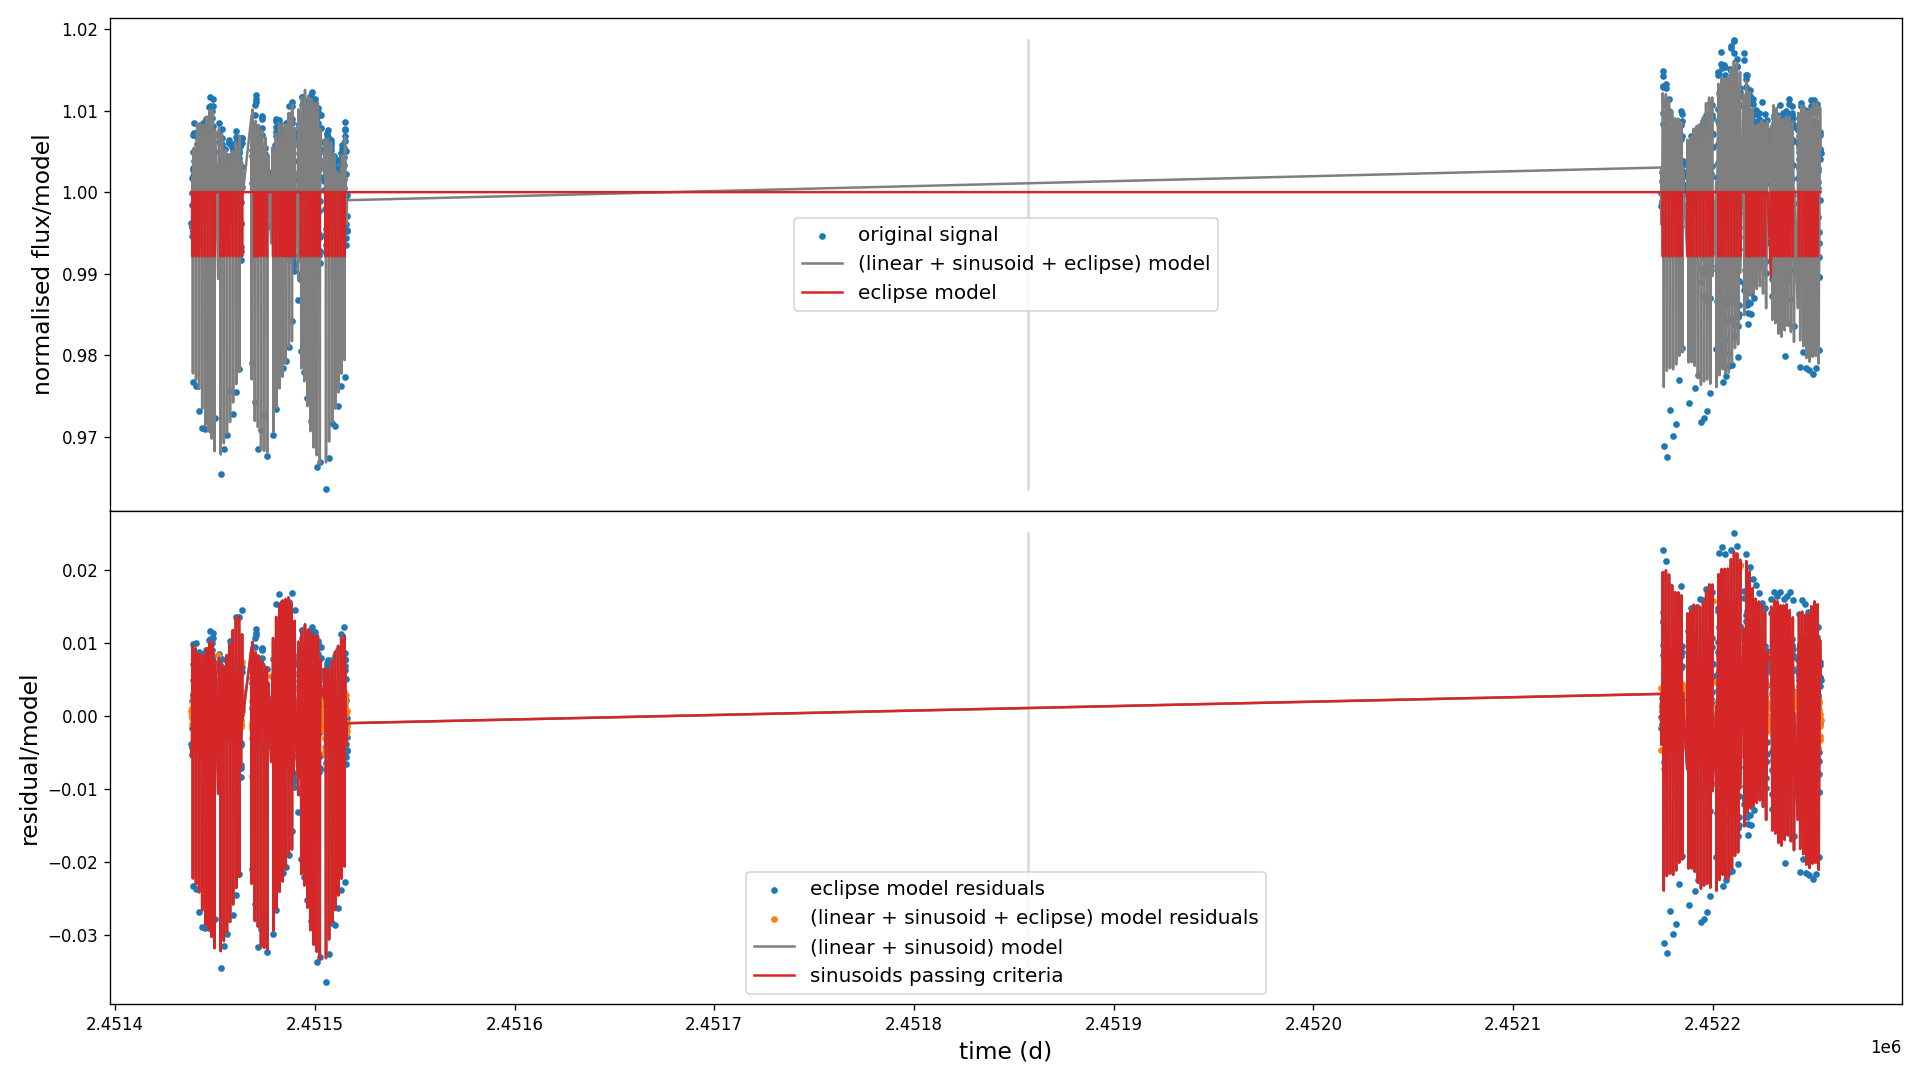 1.02
1.01
1.00
0.99
0.98
0.97
normalised flux/model
original signal
(linear + sinusoid + eclipse) model
eclipse model
0.02
0.01
0.00
−0.01
−0.02
−0.03
residual/model
eclipse model residuals
(linear + sinusoid + eclipse) model residuals
(linear + sinusoid) model
sinusoids passing criteria
2.4514 2.4515 2.4516 2.4517 2.4518 2.4519 2.4520 2.4521 2.4522
1e6
time (d)